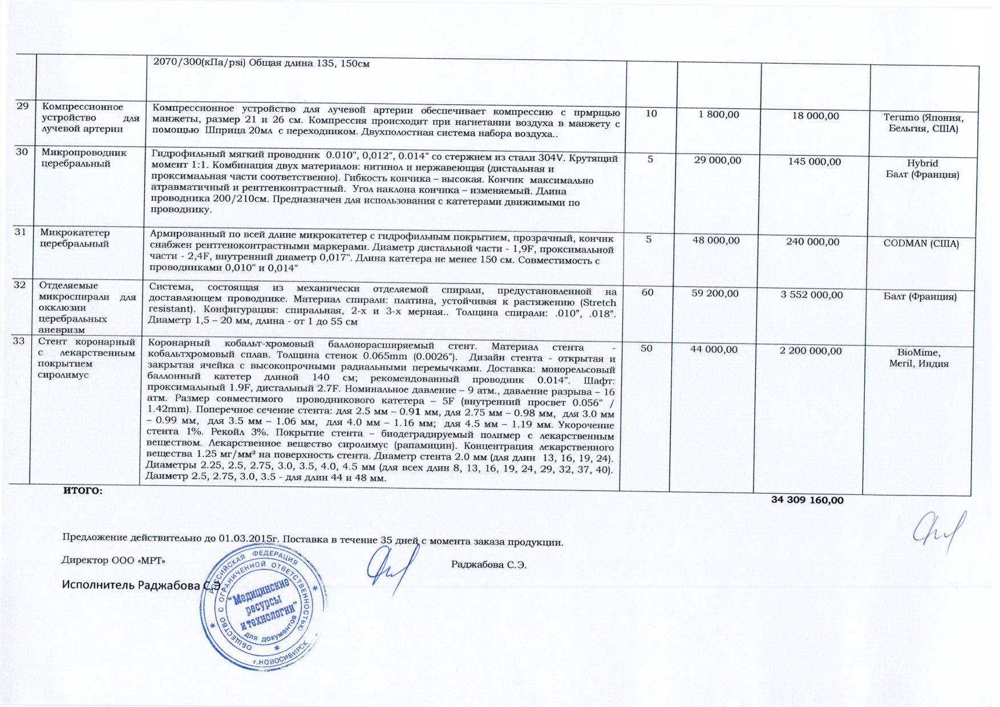 2070/300(кПа/psi) Общая длина 135, 150см
29
Компрессионное
устройство для
лучевой артерии
Компрессионное устройство для лучевой артерии обеспечивает компрессию с прмрщью
манжеты, размер 21 и 26 см. Компрессия происходит при нагнетании воздуха в манжету с
помощью Шприца 20мл с переходником. Двухполостная система набора воздуха..
10
1 800,00
18 000,00
Terumo (Япония,
Бельгия, США)
30
Микропроводник
церебральный
Гидрофильный мягкий проводник 0.010", 0,012", 0.014" со стержнем из стали 304V. Крутящий
момент 1:1. Комбинация двух материалов: нитинол и нержавеющая (дистальная и
проксимальная части соответственно). Гибкость кончика – высокая. Кончик максимально
атравматичный и рентгенконтрастный. Угол наклона кончика – изменяемый. Длина
проводника 200/210см. Предназначен для использования с катетерами движимыми по
проводнику.
5
29 000,00
145 000,00
Hybrid
Балт (Франция)
31
Микрокатетер
церебральный
Армированный по всей длине микрокатетер с гидрофильным покрытием, прозрачный, кончик
снабжен рентгеноконтрастными маркерами. Диаметр дистальной части - 1,9F, проксимальной
части - 2,4F, внутренний диаметр 0,017". Длина катетера не менее 150 см. Совместимость с
проводниками 0,010" и 0,014"
5
48 000,00
240 000,00
CODMAN (США)
32
Отделяемые
микроспирали для
окклюзии
церебральных
аневризм
Система, состоящая из механически отделяемой спирали, предустановленной на
доставляющем проводнике. Материал спирали: платина, устойчивая к растяжению (Stretch
resistant). Конфигурация: спиральная, 2-х и 3-х мерная.. Толщина спирали: .010”, .018”.
Диаметр 1,5 – 20 мм, длина - от 1 до 55 см
60
59 200,00
3 552 000,00
Балт (Франция)
33
Стент коронарный
с лекарственным
покрытием
сиролимус
Коронарный кобальт-хромовый баллонорасширяемый стент. Материал стента -
кобальтхромовый сплав. Толщина стенок 0.065mm (0.0026"). Дизайн стента - открытая и
закрытая ячейка с высокопрочными радиальными перемычками. Доставка: монорельсовый
баллонный катетер длиной 140 см; рекомендованный проводник 0.014". Шафт:
проксимальный 1.9F, дистальный 2.7F. Номинальное давление – 9 атм., давление разрыва – 16
атм. Размер совместимого проводникового катетера – 5F (внутренний просвет 0.056" /
1.42mm). Поперечное сечение стента: для 2.5 мм – 0.91 мм, для 2.75 мм – 0.98 мм, для 3.0 мм
– 0.99 мм, для 3.5 мм – 1.06 мм, для 4.0 мм – 1.16 мм; для 4.5 мм – 1.19 мм. Укорочение
стента 1%. Рекойл 3%. Покрытие стента – биодеградируемый полимер с лекарственным
веществом. Лекарственное вещество сиролимус (рапамицин). Концентрация лекарственного
вещества 1.25 мг/мм² на поверхность стента. Диаметр стента 2.0 мм (для длин 13, 16, 19, 24).
Диаметры 2.25, 2.5, 2.75, 3.0, 3.5, 4.0, 4.5 мм (для всех длин 8, 13, 16, 19, 24, 29, 32, 37, 40).
Даиметр 2.5, 2.75, 3.0, 3.5 - для длин 44 и 48 мм.
50
44 000,00
2 200 000,00
BioMime,
Meril, Индия
ИТОГО:
34 309 160,00
Предложение действительно до 01.03.2015г. Поставка в течение 35 дней с момента заказа продукции.
Директор ООО «МРТ»
Раджабова С.Э.
Исполнитель Раджабова С.Э.
РОССИЙСКАЯ ФЕДЕРАЦИЯ
ОБЩЕСТВО С ОГРАНИЧЕННОЙ ОТВЕТСТВЕННОСТЬЮ
"Медицинские
ресурсы
и технологии"
для документов
г.НОВОСИБИРСК